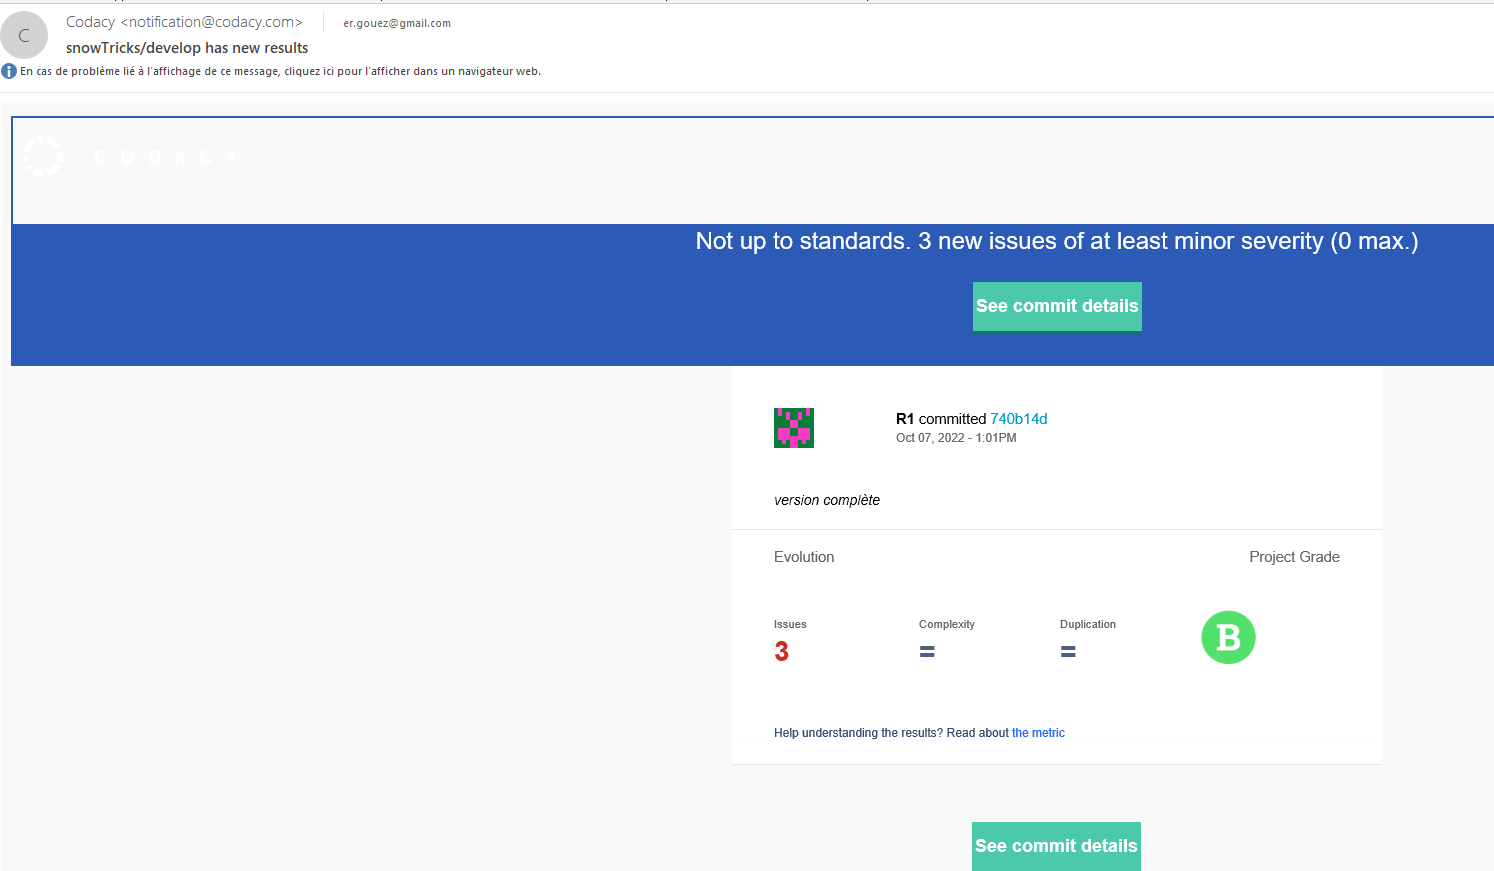 C
Codacy <notification@codacy.com>
er.gouez@gmail.com
snowTricks/develop has new results
i En cas de problème lié à l'affichage de ce message, cliquez ici pour l'afficher dans un navigateur web.
CODACY
Not up to standards. 3 new issues of at least minor severity (0 max.)
See commit details
R1 committed 740b14d
Oct 07, 2022 - 1:01PM
version complète
Evolution
Project Grade
Issues
Complexity
Duplication
3
=
=
B
Help understanding the results? Read about the metric
See commit details